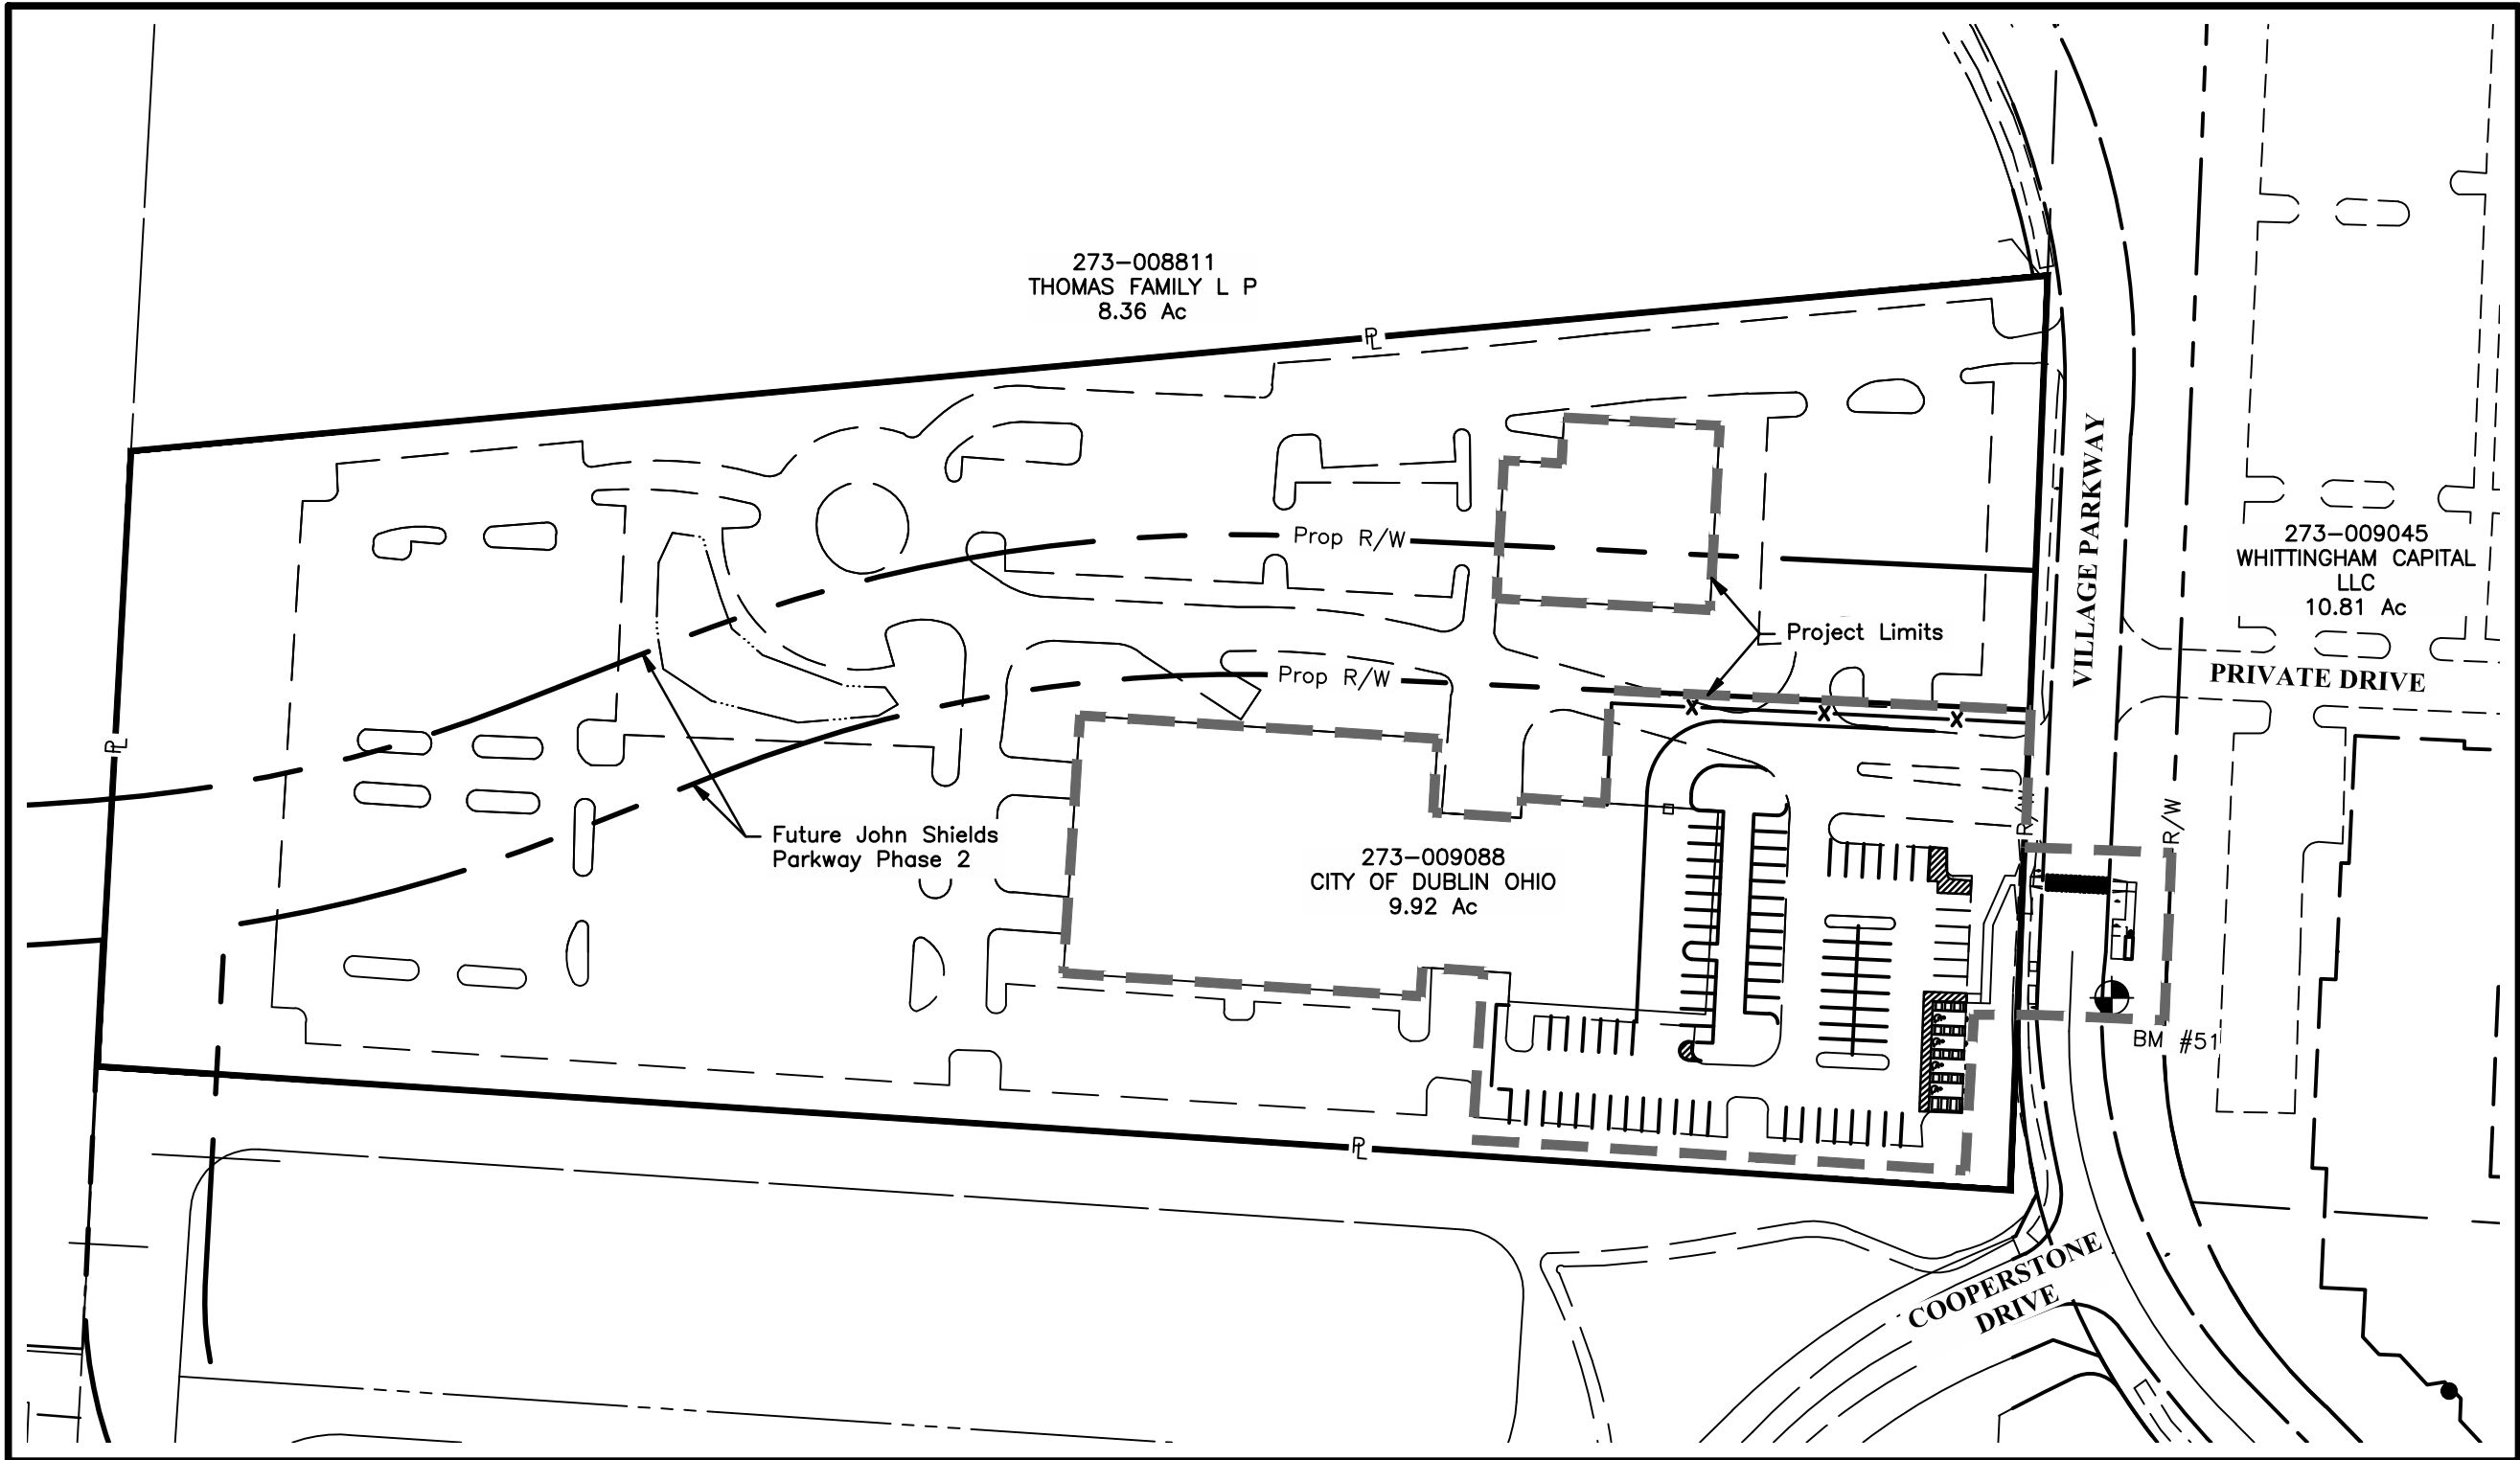 273-008811
THOMAS FAMILY L P
8.36 Ac
PL
Prop R/W
VILLAGE PARKWAY
273-009045
WHITTINGHAM CAPITAL
LLC
10.81 Ac
Project Limits
Prop R/W
PRIVATE DRIVE
X
X
X
PL
R/W
R/W
Future John Shields
Parkway Phase 2
273-009088
CITY OF DUBLIN OHIO
9.92 Ac
BM #51
PL
COOPERSTONE
DRIVE